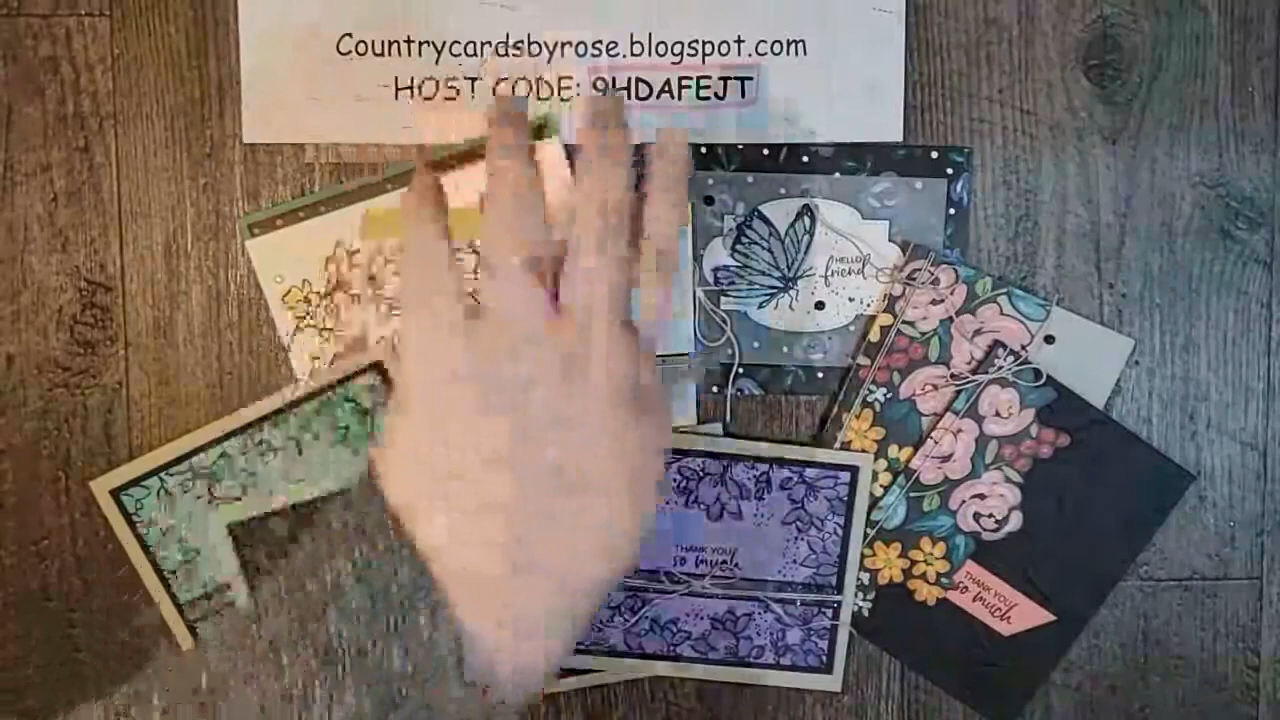 Countrycardsbyrose.blogspot.com
HOST CODE: 9HDAFEJT
HELLO
friend
THANK YOU
so much
THANK YOU
so much